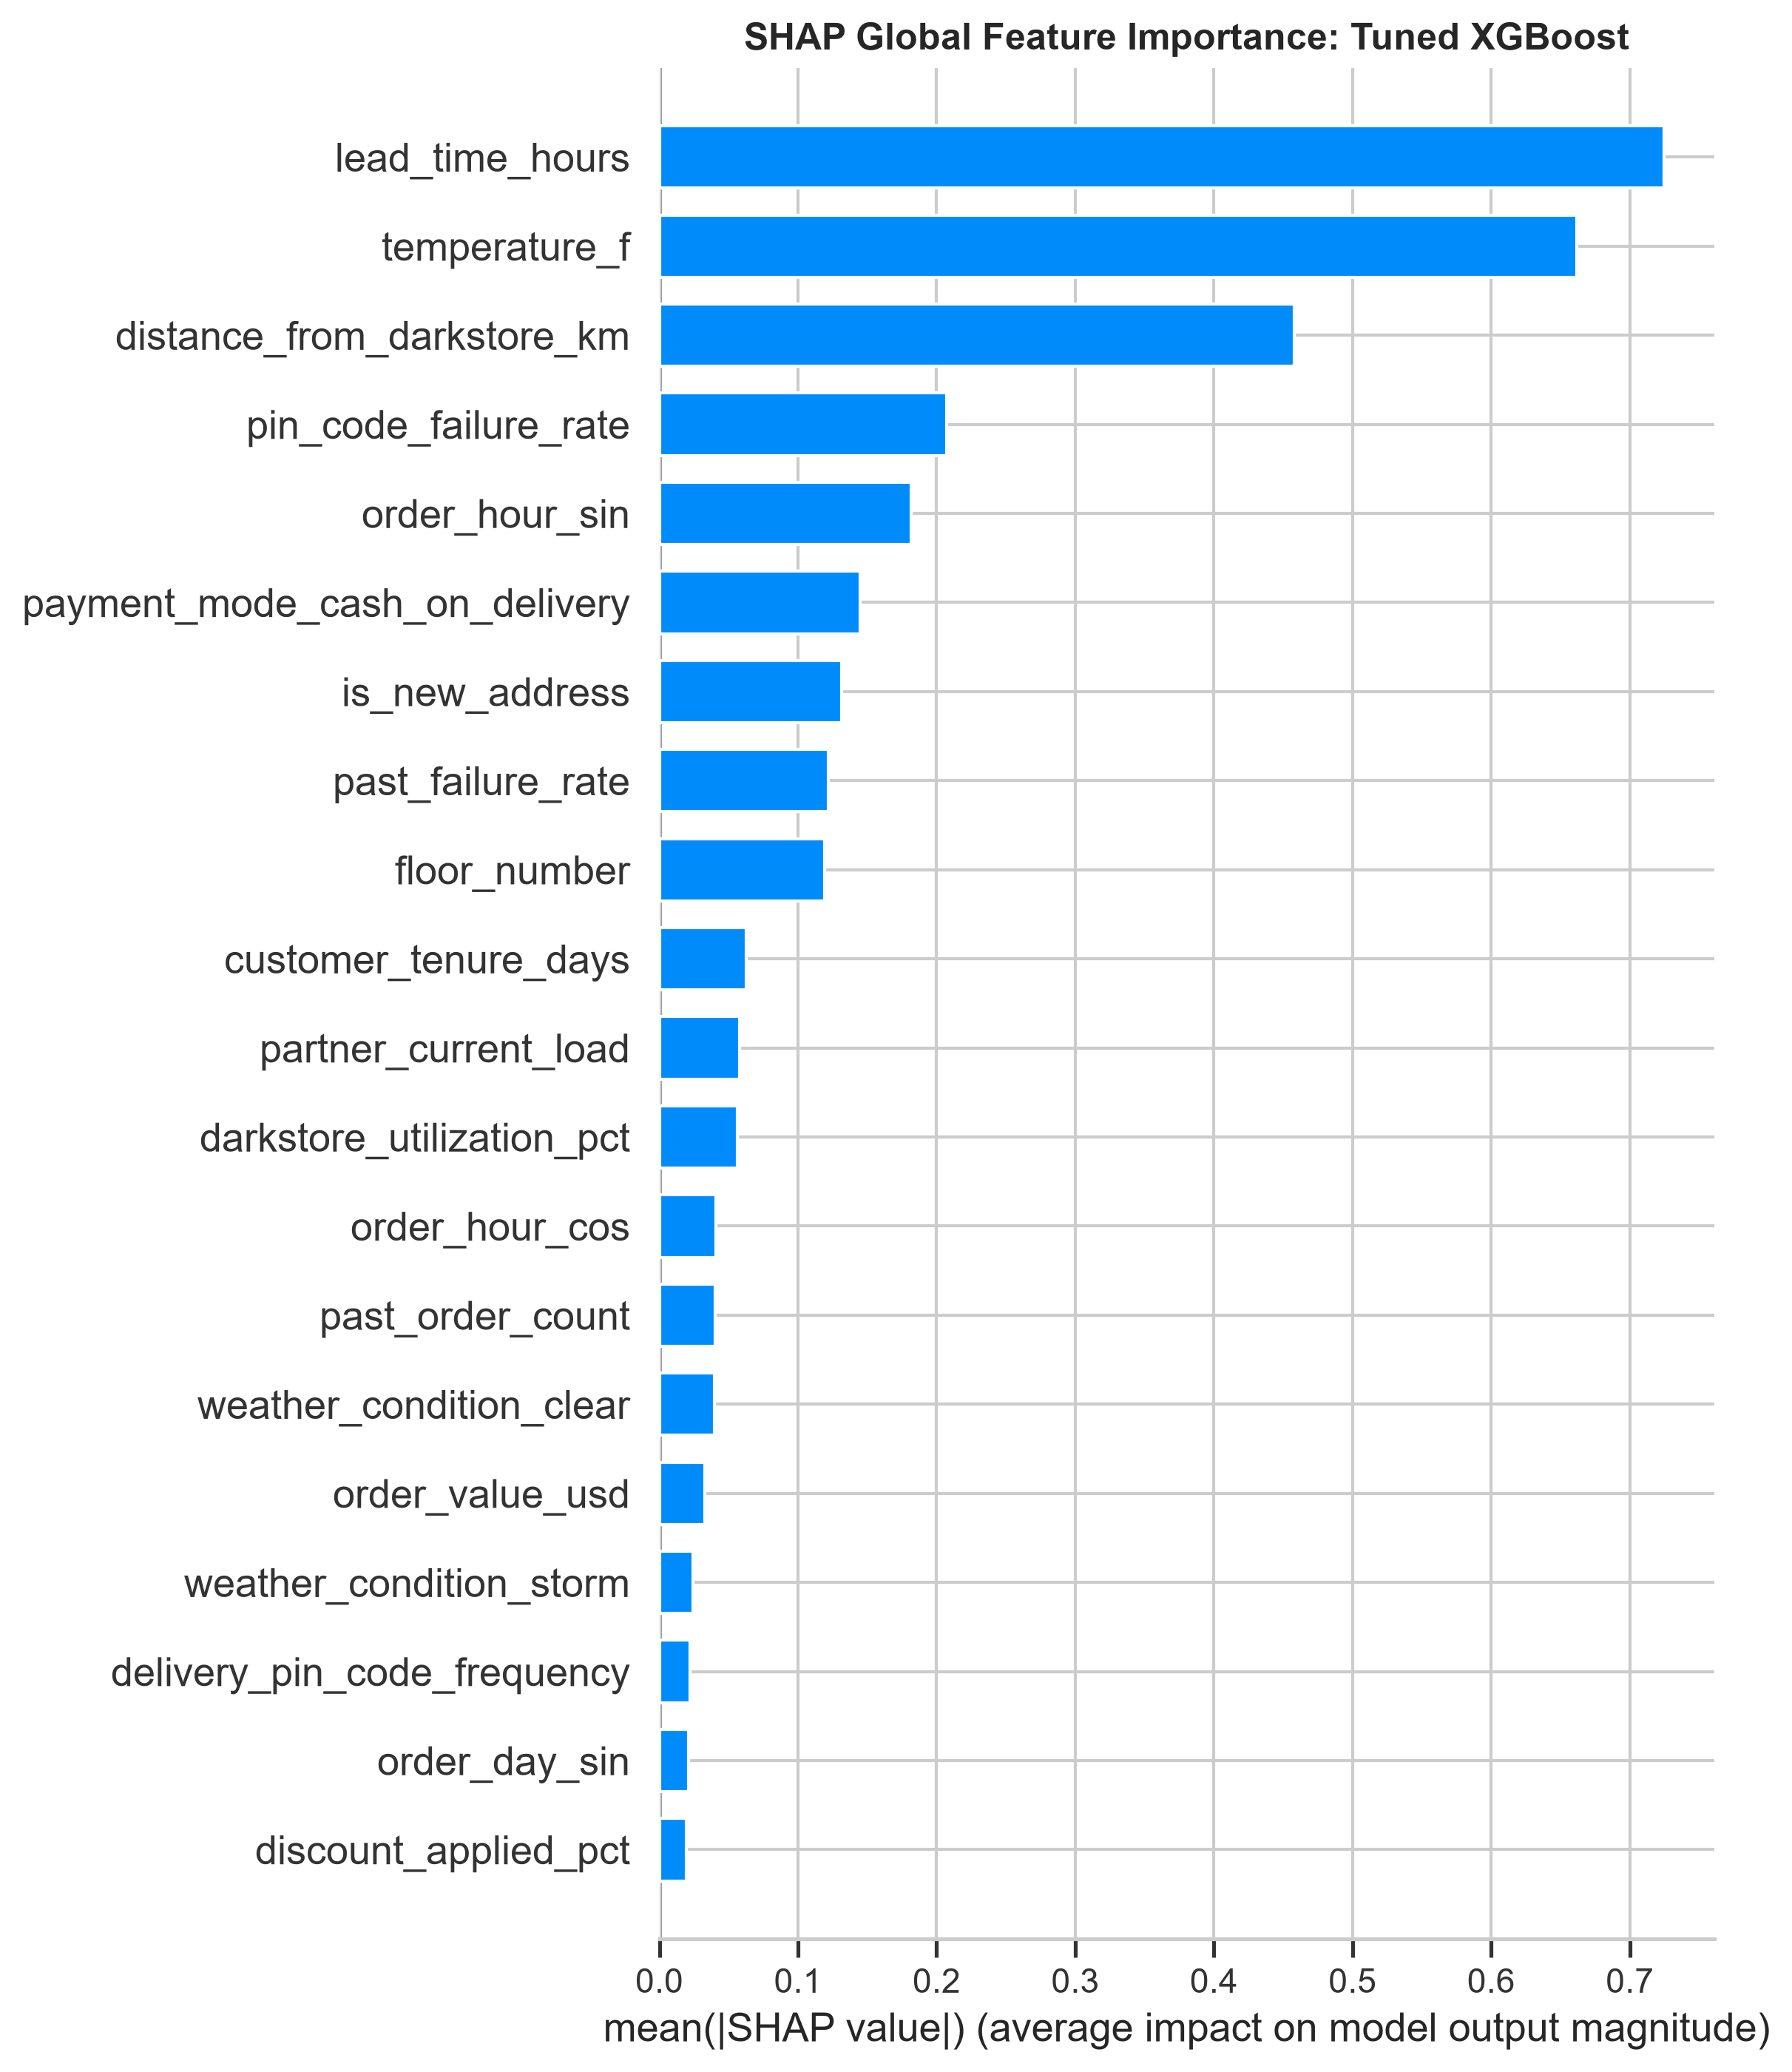 SHAP Global Feature Importance: Tuned XGBoost
lead_time_hours
temperature_f
distance_from_darkstore_km
pin_code_failure_rate
order_hour_sin
payment_mode_cash_on_delivery
is_new_address
past_failure_rate
floor_number
customer_tenure_days
partner_current_load
darkstore_utilization_pct
order_hour_cos
past_order_count
weather_condition_clear
order_value_usd
weather_condition_storm
delivery_pin_code_frequency
order_day_sin
discount_applied_pct
0.0 0.1 0.2 0.3 0.4 0.5 0.6 0.7
mean(|SHAP value|) (average impact on model output magnitude)